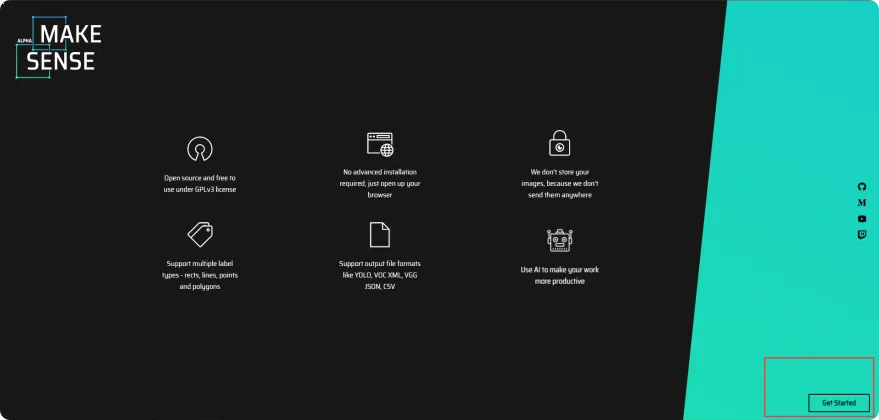 ALPHA
MAKE
SENSE
Open source and free to
use under GPLv3 license
No advanced installation
required, just open up your
browser
We don't store your
images, because we don't
send them anywhere
Support multiple label
types - rects, lines, points
and polygons
Support output file formats
like YOLO, VOC XML, VGG
JSON, CSV
Use AI to make your work
more productive
Get Started